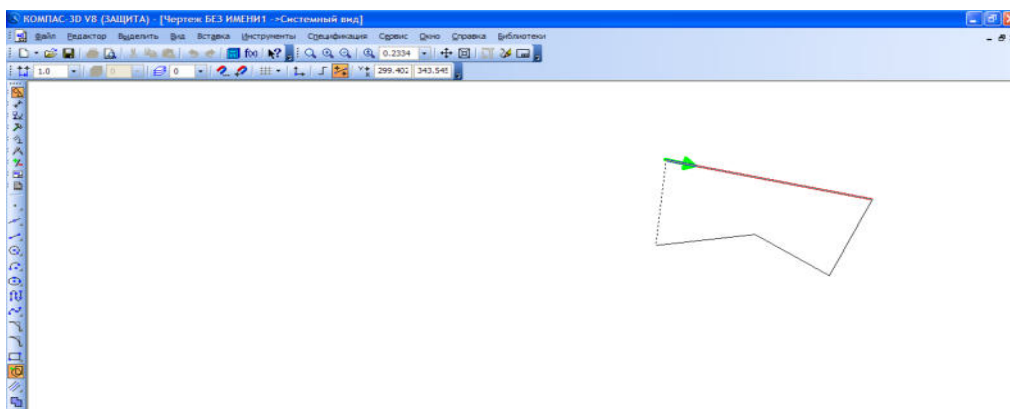 КОМПАС-3D V8 (ЗАЩИТА) - [Чертеж БЕЗ ИМЕНИ1 ->Системный вид]
Файл Редактор Выделить Вид Вставка Инструменты Спецификация Сервис Окно Справка Библиотеки
f(x) 0.2334
1.0 0 0 299.402 343.545